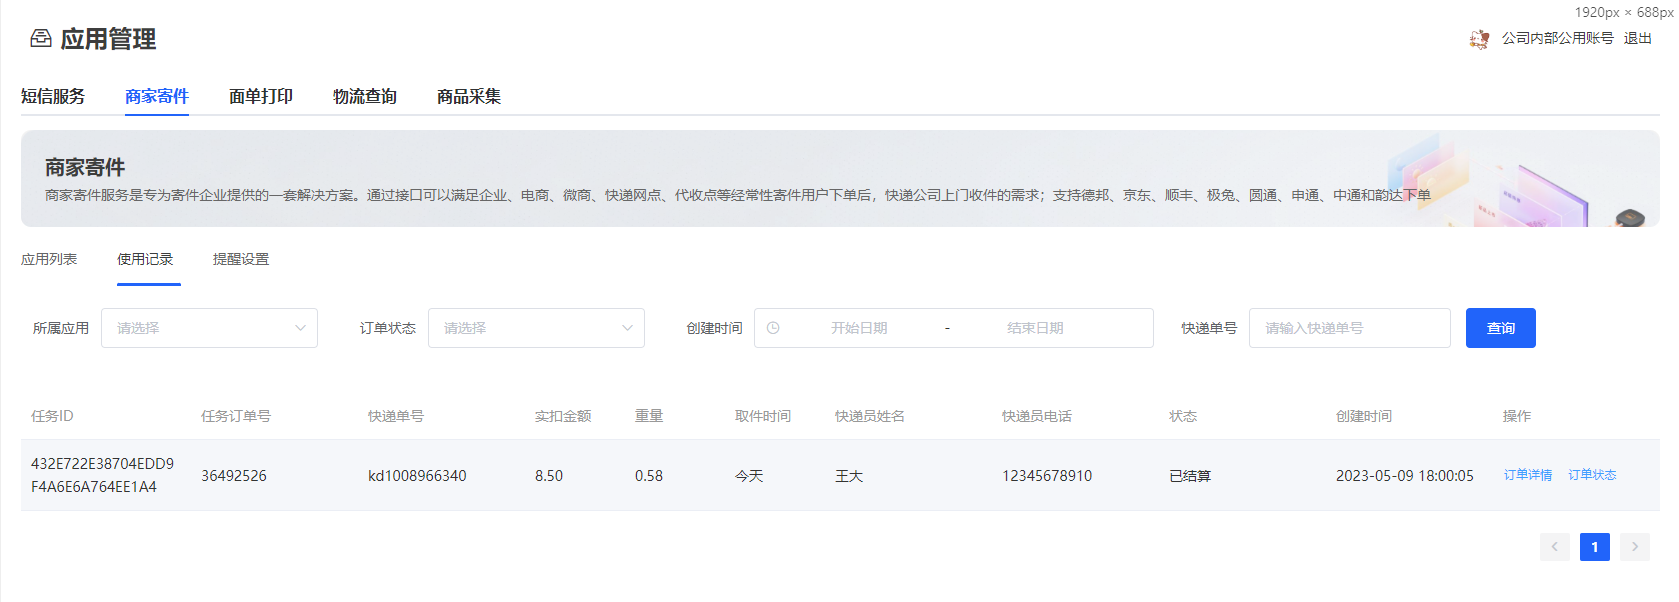 1920px × 688px
应用管理
公司内部公用账号 退出
短信服务 商家寄件 面单打印 物流查询 商品采集
商家寄件
商家寄件服务是专为寄件企业提供的一套解决方案。通过接口可以满足企业、电商、微商、快递网点、代收点等经常性寄件用户下单后，快递公司上门收件的需求；支持德邦、京东、顺丰、极兔、圆通、申通、中通和韵达下单
应用列表 使用记录 提醒设置
所属应用 请选择 订单状态 请选择 创建时间 开始日期 - 结束日期 快递单号 请输入快递单号 查询
任务ID 任务订单号 快递单号 实扣金额 重量 取件时间 快递员姓名 快递员电话 状态 创建时间 操作
432E722E38704EDD9
F4A6E6A764EE1A4 36492526 kd1008966340 8.50 0.58 今天 王大 12345678910 已结算 2023-05-09 18:00:05 订单详情 订单状态
1